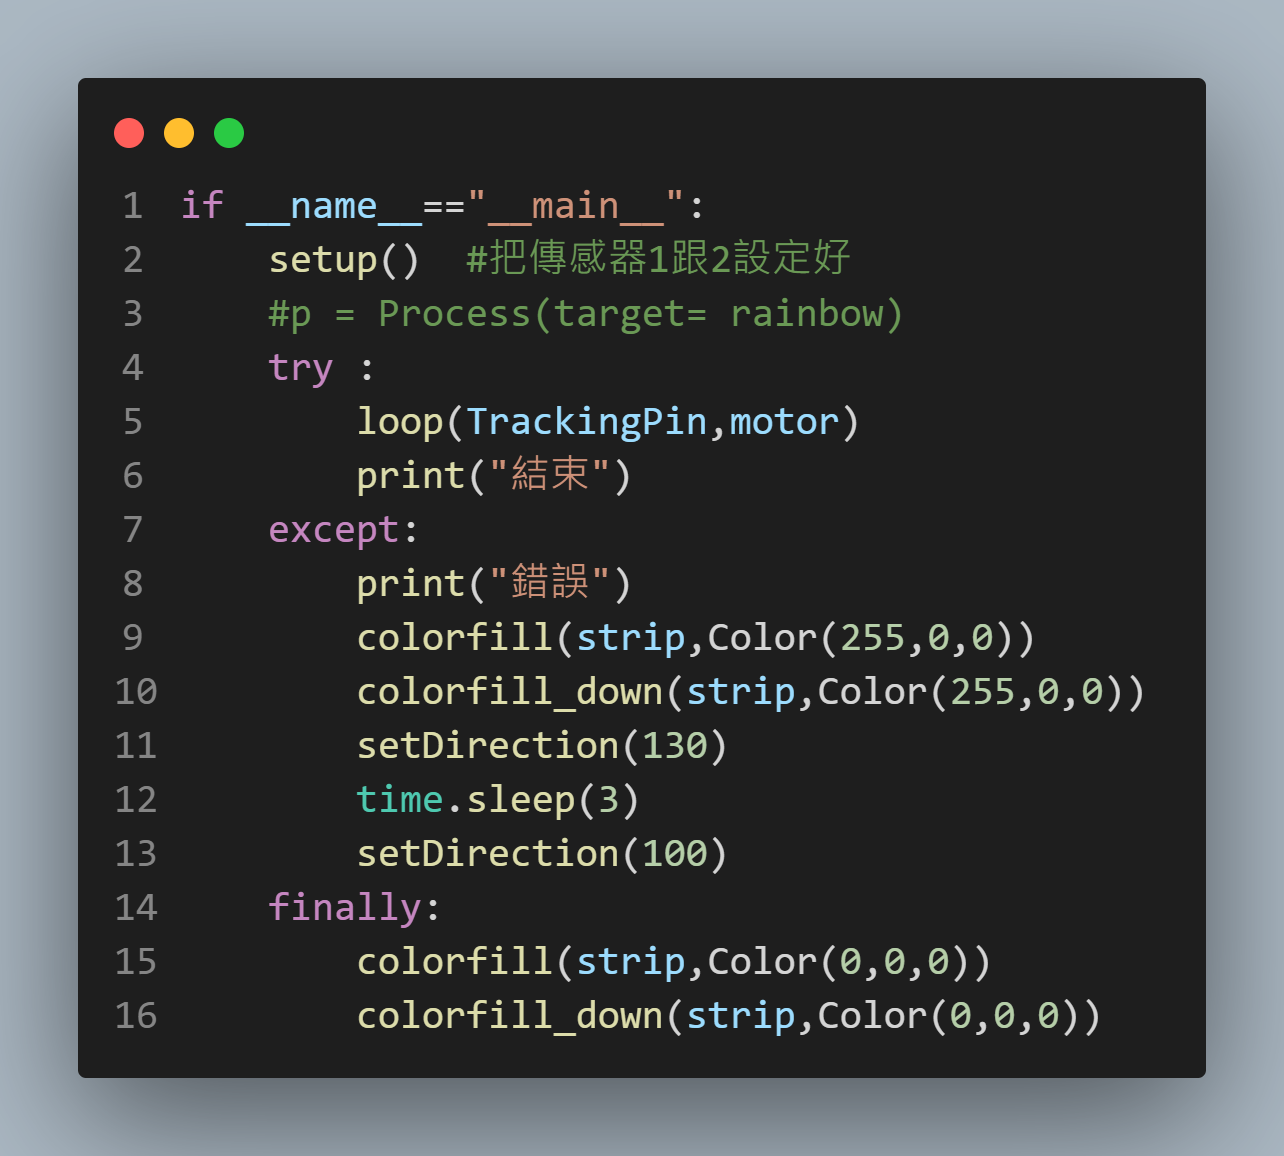 1 if __name__=="__main__":
2     setup()  #把傳感器1跟2設定好
3     #p = Process(target= rainbow)
4     try :
5         loop(TrackingPin,motor)
6         print("結束")
7     except:
8         print("錯誤")
9         colorfill(strip,Color(255,0,0))
10         colorfill_down(strip,Color(255,0,0))
11         setDirection(130)
12         time.sleep(3)
13         setDirection(100)
14     finally:
15         colorfill(strip,Color(0,0,0))
16         colorfill_down(strip,Color(0,0,0))